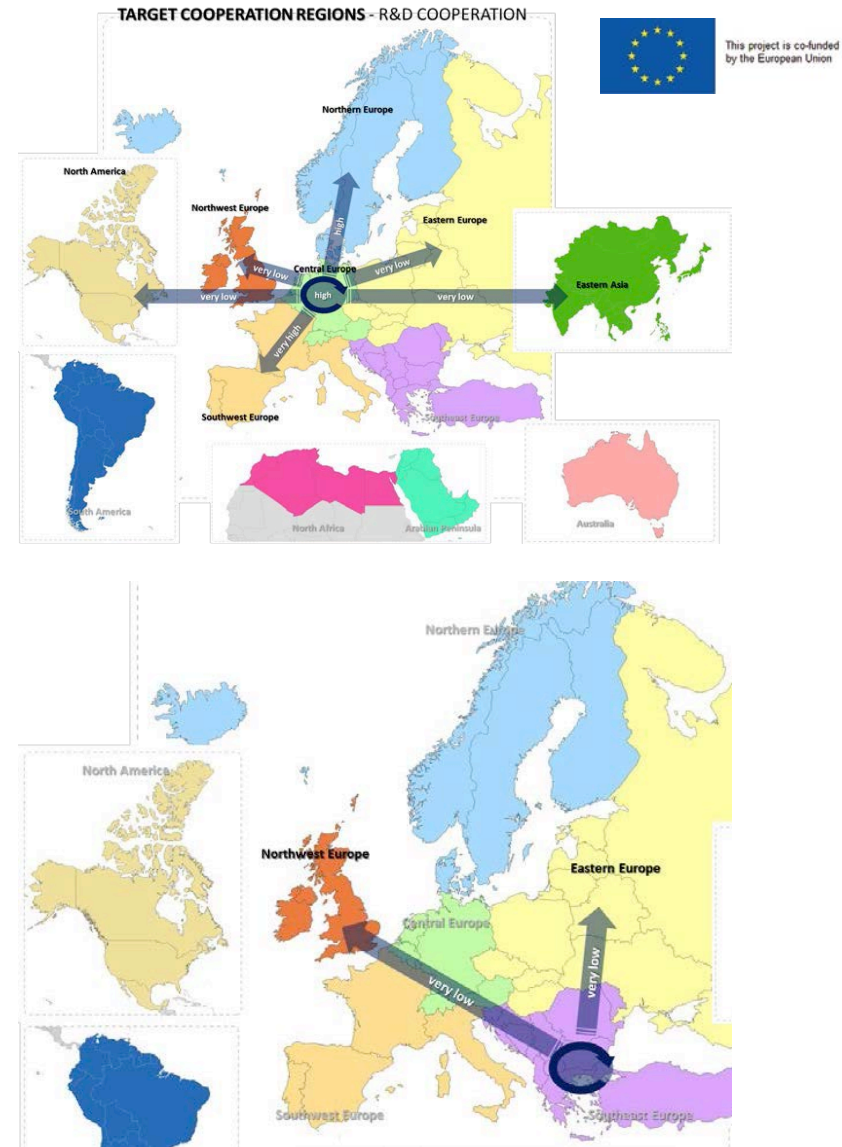 TARGET COOPERATION REGIONS - R&D COOPERATION
This project is co-funded
by the European Union
Northern Europe
North America
Northwest Europe
Eastern Europe
high
Central Europe
very low
very low
Eastern Asia
very low
high
very low
very high
Southwest Europe
Southeast Europe
South America
North Africa
Arabian Peninsula
Australia
Northern Europe
North America
Northwest Europe
Eastern Europe
Central Europe
very low
very low
Southwest Europe
Southeast Europe